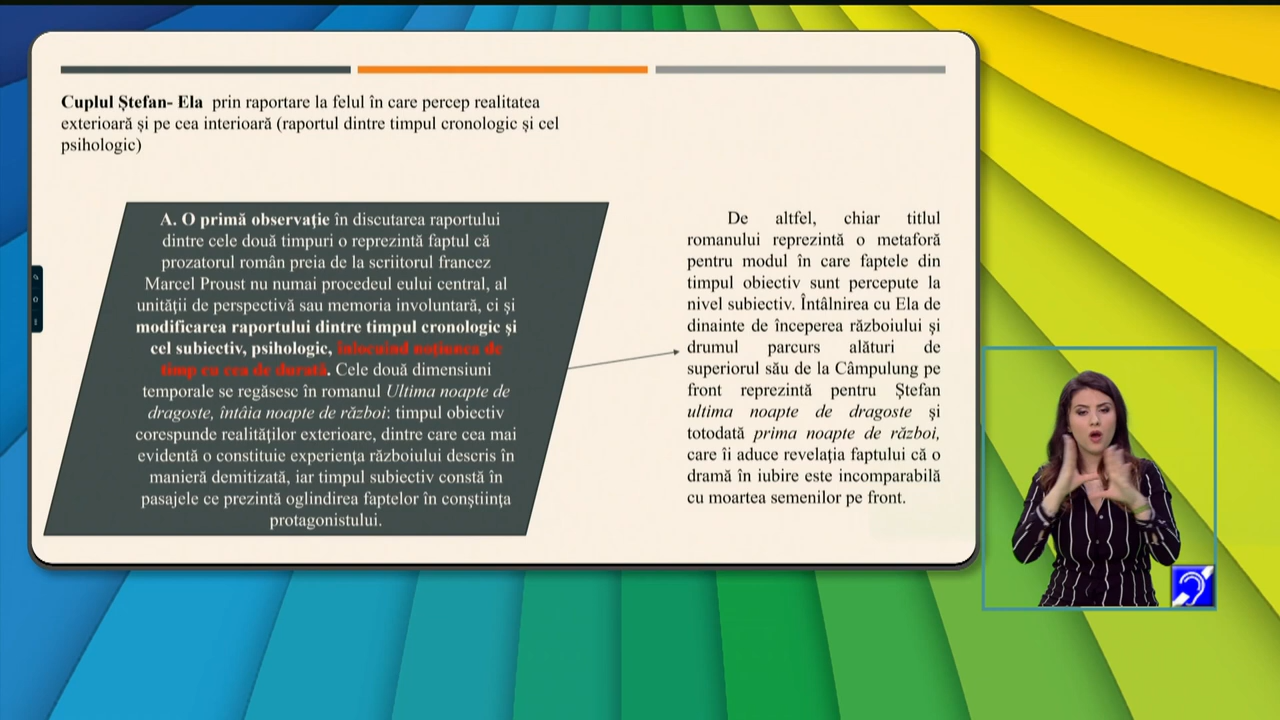 Cuplul Ștefan- Ela prin raportare la felul în care percep realitatea
exterioară și pe cea interioară (raportul dintre timpul cronologic și cel
psihologic)
A. O primă observație în discutarea raportului
dintre cele două timpuri o reprezintă faptul că
prozatorul român preia de la scriitorul francez
Marcel Proust nu numai procedeul eului central, al
unității de perspectivă sau memoria involuntară, ci și
modificarea raportului dintre timpul cronologic și
cel subiectiv, psihologic, înlocuind noțiunea de
timp cu cea de durată. Cele două dimensiuni
temporale se regăsesc în romanul Ultima noapte de
dragoste, întâia noapte de război: timpul obiectiv
corespunde realităților exterioare, dintre care cea mai
evidentă o constituie experiența războiului descris în
manieră demitizată, iar timpul subiectiv constă în
pasajele ce prezintă oglindirea faptelor în conștiința
protagonistului.
De altfel, chiar titlul
romanului reprezintă o metaforă
pentru modul în care faptele din
timpul obiectiv sunt percepute la
nivel subiectiv. Întâlnirea cu Ela de
dinainte de începerea războiului și
drumul parcurs alături de
superiorul său de la Câmpulung pe
front reprezintă pentru Ștefan
ultima noapte de dragoste și
totodată prima noapte de război,
care îi aduce revelația faptului că o
dramă în iubire este incomparabilă
cu moartea semenilor pe front.